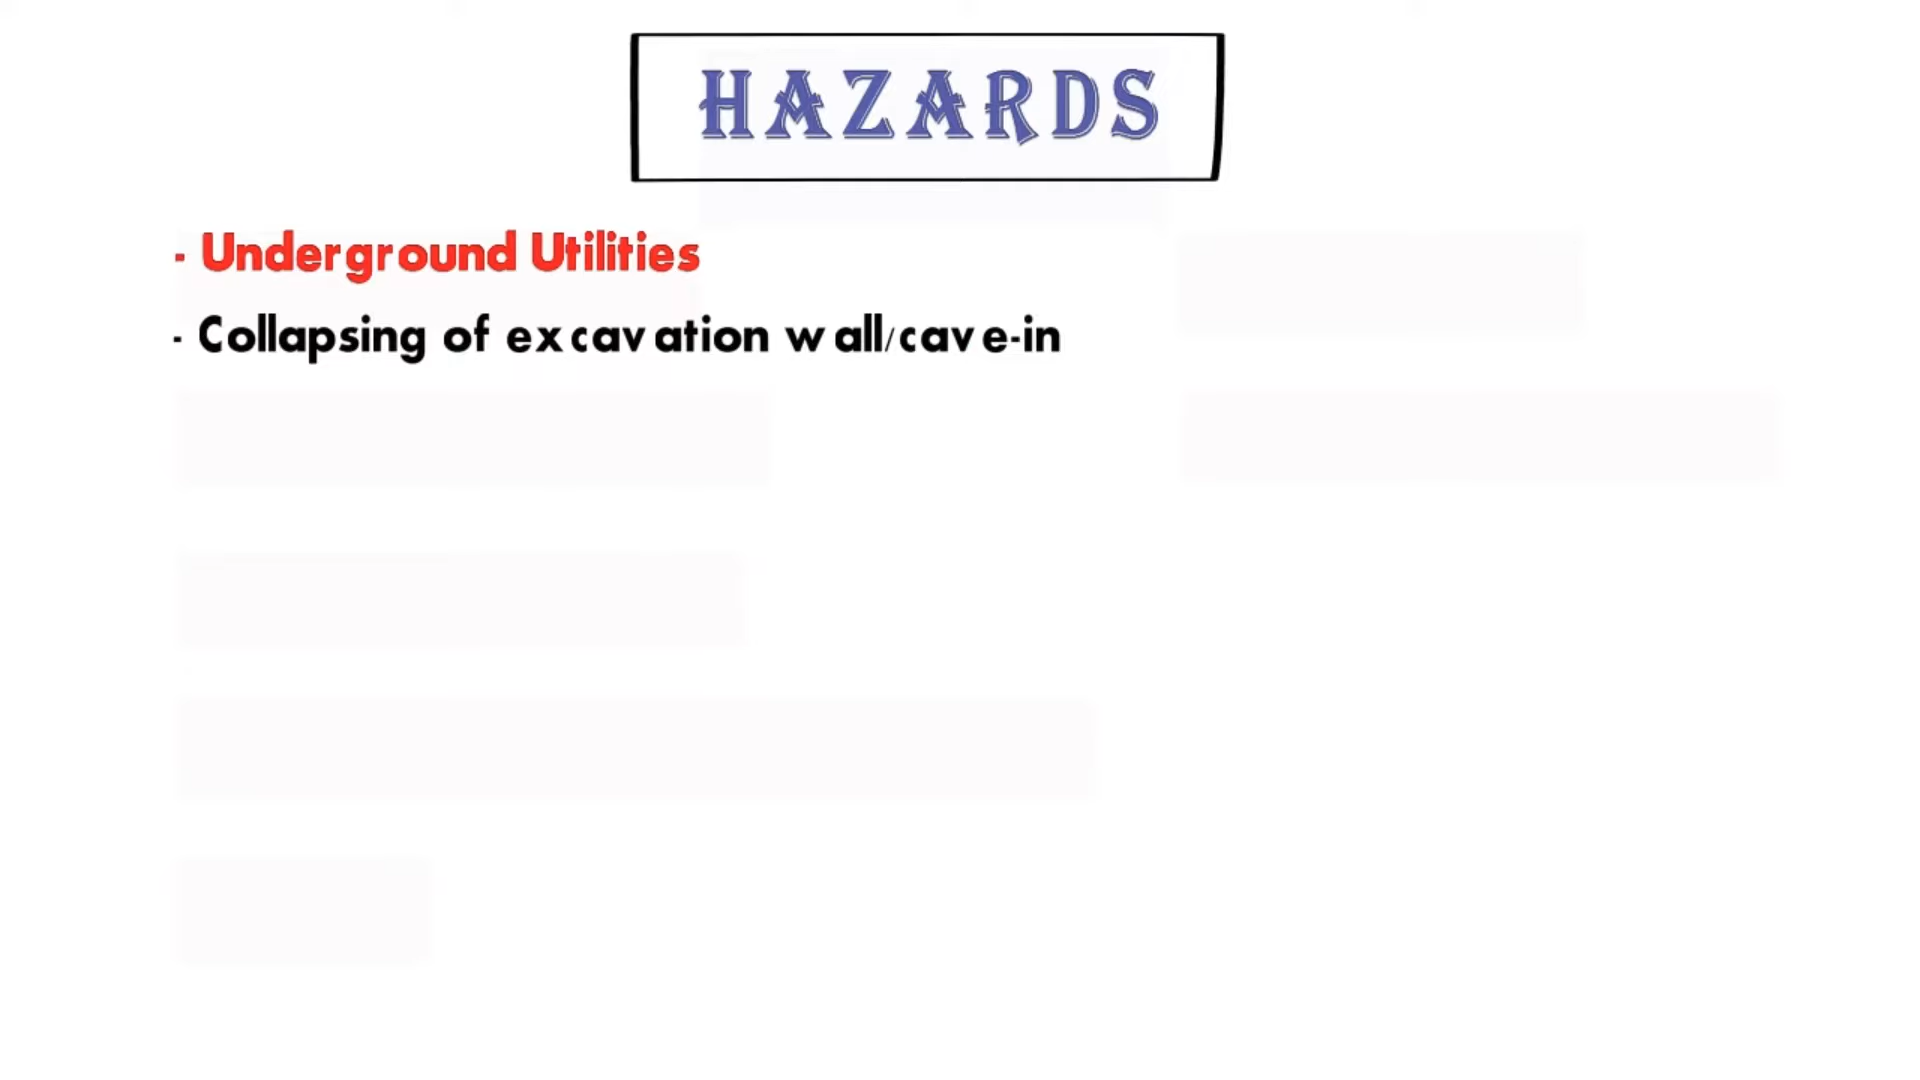 HAZARDS
- Underground Utilities
- Collapsing of excavation wall/cave-in